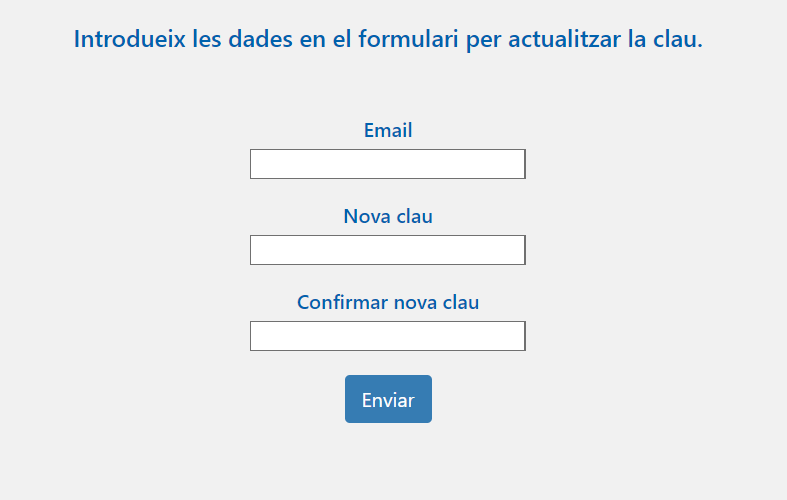 Introdueix les dades en el formulari per actualitzar la clau.
Email
Nova clau
Confirmar nova clau
Enviar